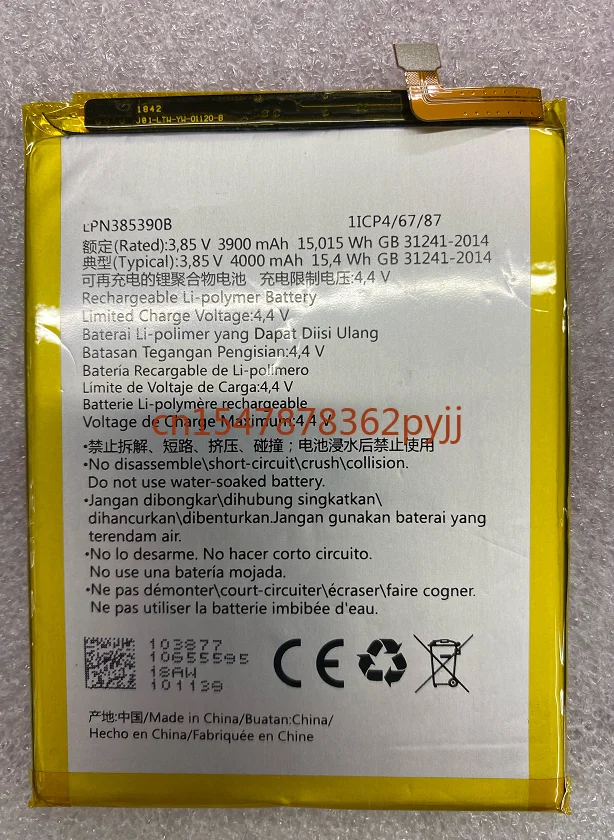 1842
J01-LTW-YW-01120-B
LPN385390B 1ICP4/67/87
额定(Rated):3,85 V 3900 mAh 15,015 Wh GB 31241-2014
典型(Typical):3,85 V 4000 mAh 15,4 Wh GB 31241-2014
可再充电的锂聚合物电池 充电限制电压:4,4 V
Rechargeable Li-polymer Battery
Limited Charge Voltage:4,4 V
Baterai Li-polimer yang Dapat Diisi Ulang
Batasan Tegangan Pengisian:4,4 V
Batería Recargable de Li-polímero
Límite de Voltaje de Carga:4,4 V
Batterie Li-polymère rechargeable
Voltage de Charge Maximum:4,4 V
cn1547878362pyjj
•禁止拆解、短路、挤压、碰撞；电池浸水后禁止使用
•No disassemble\short-circuit\crush\collision.
Do not use water-soaked battery.
•Jangan dibongkar\dihubung singkatkan\
dihancurkan\dibenturkan.Jangan gunakan baterai yang
terendam air.
•No lo desarme. No hacer corto circuito.
No use una batería mojada.
•Ne pas démonter\court-circuiter\écraser\faire cogner.
Ne pas utiliser la batterie imbibée d'eau.
103877
10655595
18AW
101139
CE
产地:中国/Made in China/Buatan:China/
Hecho en China/Fabriquée en Chine